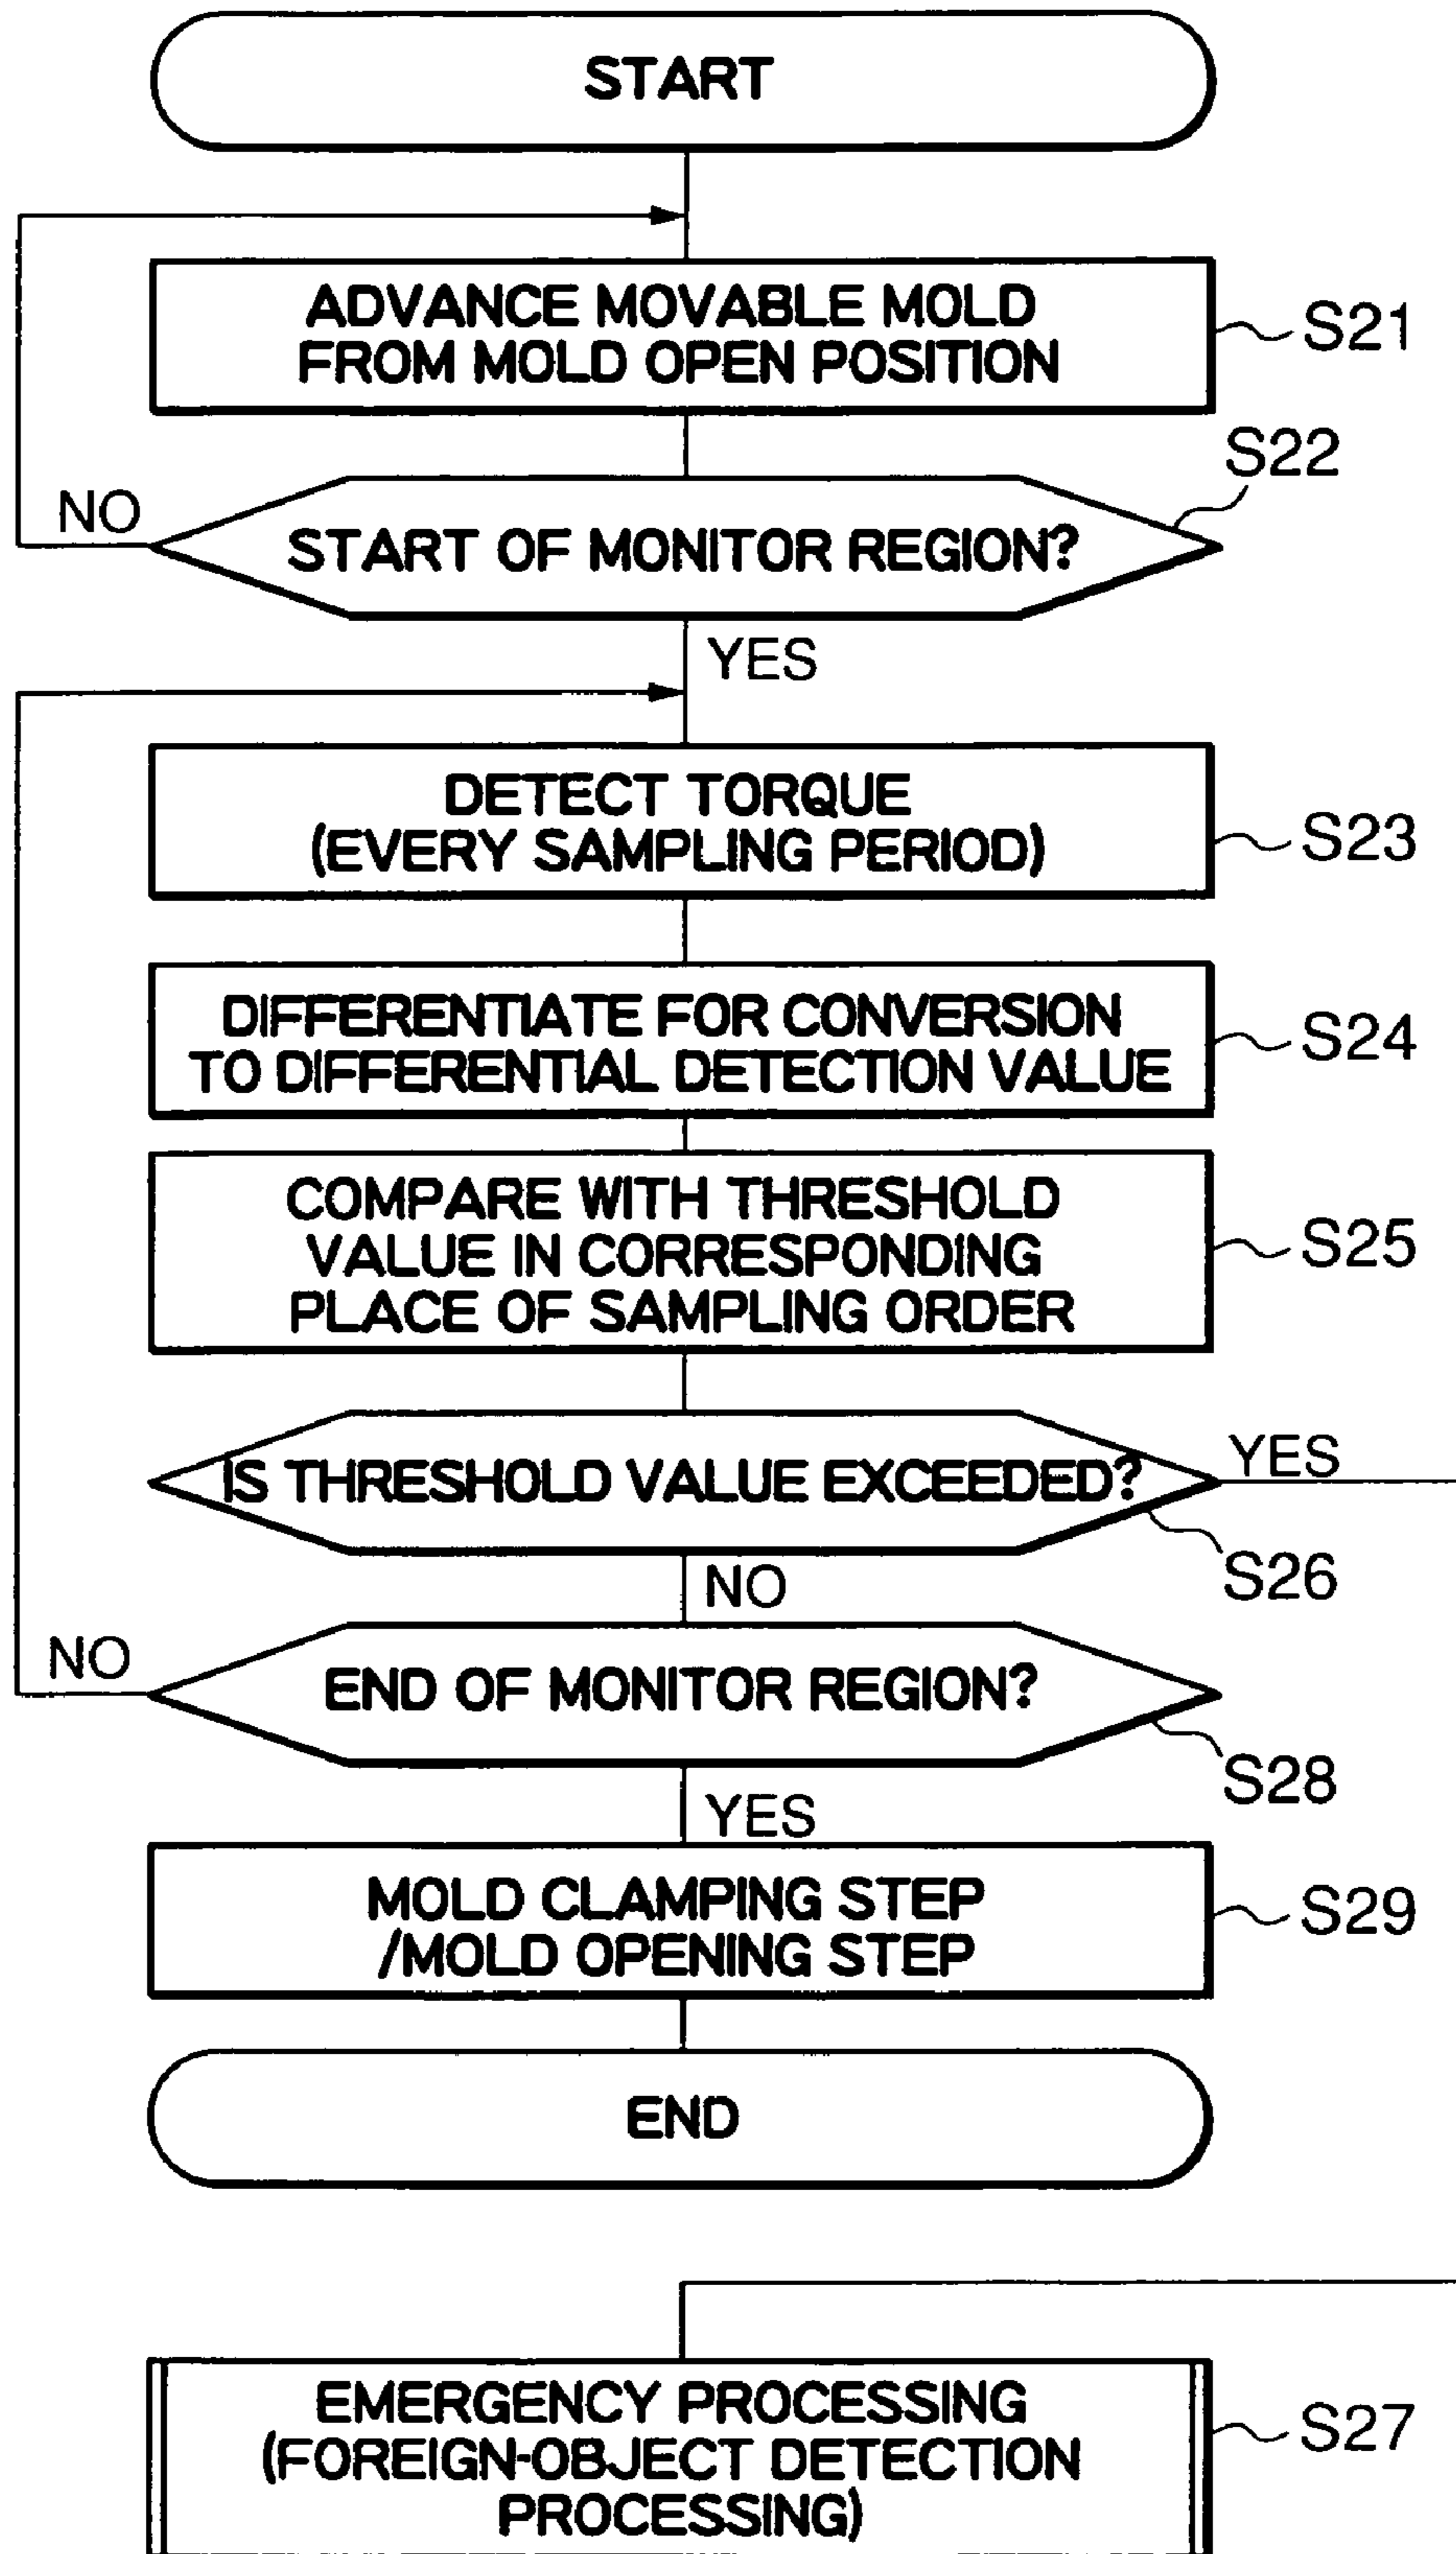 START
ADVANCE MOVABLE MOLD
FROM MOLD OPEN POSITION
S21
S22
NO
START OF MONITOR REGION?
YES
DETECT TORQUE
(EVERY SAMPLING PERIOD)
S23
DIFFERENTIATE FOR CONVERSION
TO DIFFERENTIAL DETECTION VALUE
S24
COMPARE WITH THRESHOLD
VALUE IN CORRESPONDING
PLACE OF SAMPLING ORDER
S25
IS THRESHOLD VALUE EXCEEDED?
YES
S26
NO
NO
END OF MONITOR REGION?
S28
YES
MOLD CLAMPING STEP
/MOLD OPENING STEP
S29
END
EMERGENCY PROCESSING
(FOREIGN-OBJECT DETECTION
PROCESSING)
S27